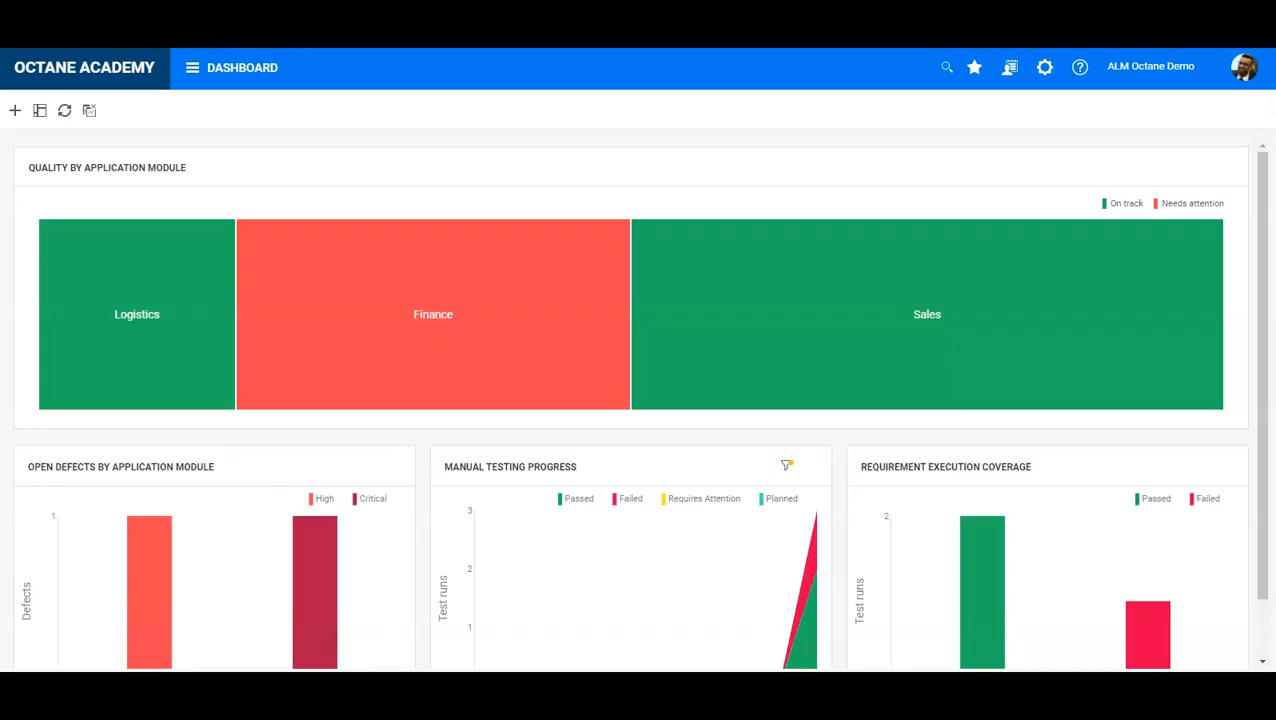 OCTANE ACADEMY
DASHBOARD
ALM Octane Demo
QUALITY BY APPLICATION MODULE
On track
Needs attention
Logistics
Finance
Sales
OPEN DEFECTS BY APPLICATION MODULE
High
Critical
1
Defects
MANUAL TESTING PROGRESS
Passed
Failed
Requires Attention
Planned
3
2
1
Test runs
REQUIREMENT EXECUTION COVERAGE
Passed
Failed
2
Test runs